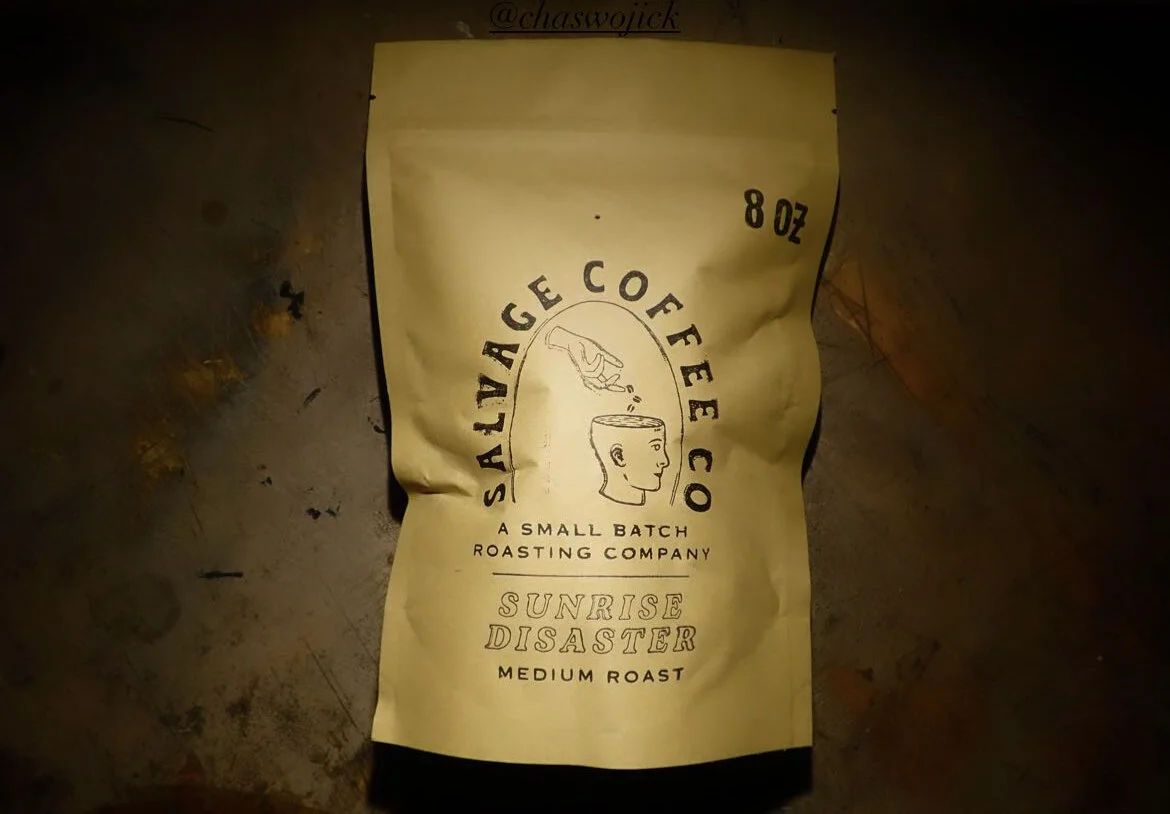 @chaswojick
8 OZ
SALVAGE COFFEE CO
A SMALL BATCH
ROASTING COMPANY
SUNRISE
DISASTER
MEDIUM ROAST